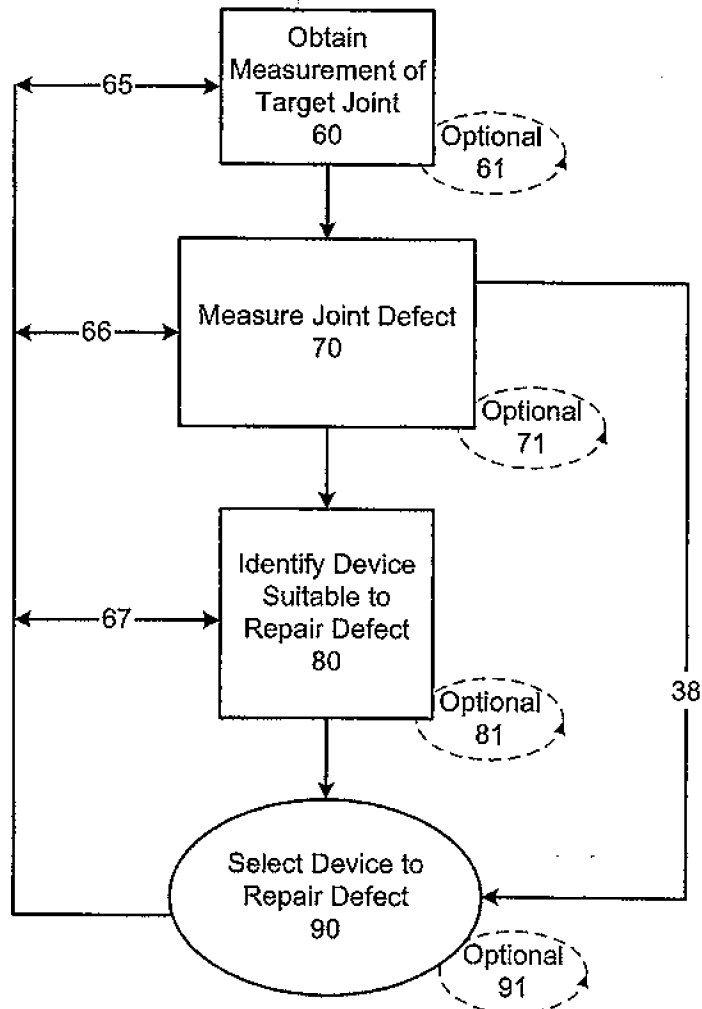 Obtain
Measurement of
Target Joint
60
65
Optional
61
Measure Joint Defect
70
66
Optional
71
Identify Device
Suitable to
Repair Defect
80
67
38
Optional
81
Select Device to
Repair Defect
90
Optional
91